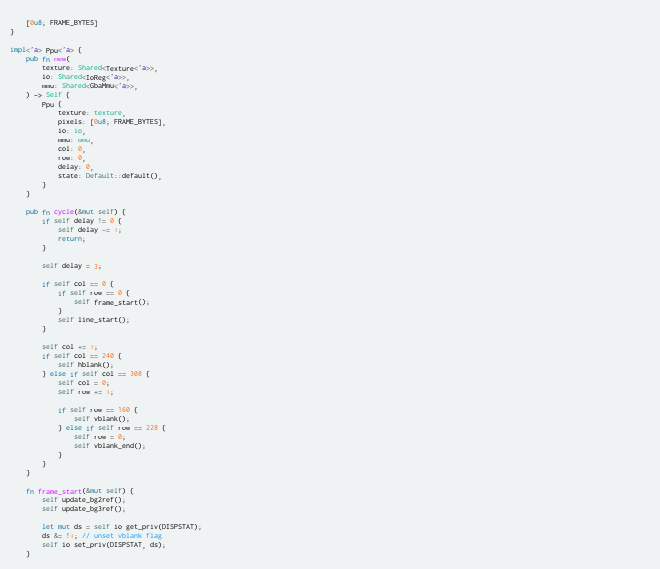 [0u8; FRAME_BYTES]
}
impl<'a> Ppu<'a> {
pub fn new(
texture: Shared<Texture<'a>>,
io: Shared<IoReg<'a>>,
mmu: Shared<GbaMmu<'a>>,
) -> Self {
Ppu {
texture: texture,
pixels: [0u8; FRAME_BYTES],
io: io,
mmu: mmu,
col: 0,
row: 0,
delay: 0,
state: Default::default(),
}
}
pub fn cycle(&mut self) {
if self.delay != 0 {
self.delay -= 1;
return;
}
self.delay = 3;
if self.col == 0 {
if self.row == 0 {
self.frame_start();
}
self.line_start();
}
self.col += 1;
if self.col == 240 {
self.hblank();
} else if self.col == 308 {
self.col = 0;
self.row += 1;
if self.row == 160 {
self.vblank();
} else if self.row == 228 {
self.row = 0;
self.vblank_end();
}
}
}
fn frame_start(&mut self) {
self.update_bg2ref();
self.update_bg3ref();
let mut ds = self.io.get_priv(DISPSTAT);
ds &= !1; // unset vblank flag
self.io.set_priv(DISPSTAT, ds);
}